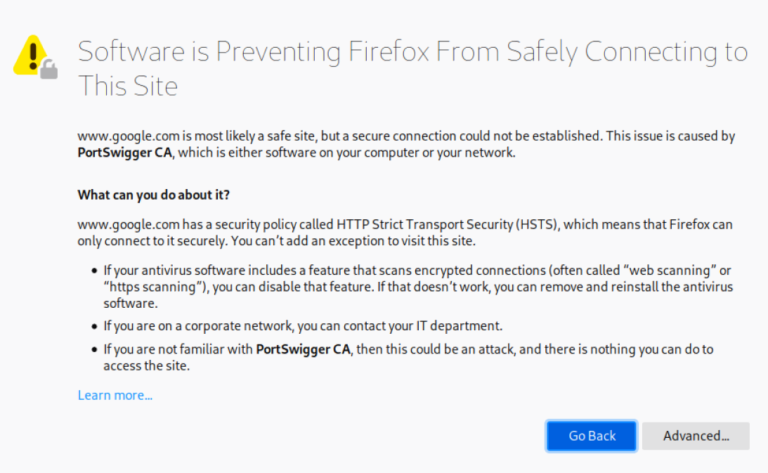 Software is Preventing Firefox From Safely Connecting to
This Site
www.google.com is most likely a safe site, but a secure connection could not be established. This issue is caused by
PortSwigger CA, which is either software on your computer or your network.
What can you do about it?
www.google.com has a security policy called HTTP Strict Transport Security (HSTS), which means that Firefox can
only connect to it securely. You can’t add an exception to visit this site.
• If your antivirus software includes a feature that scans encrypted connections (often called “web scanning” or
“https scanning”), you can disable that feature. If that doesn’t work, you can remove and reinstall the antivirus
software.
• If you are on a corporate network, you can contact your IT department.
• If you are not familiar with PortSwigger CA, then this could be an attack, and there is nothing you can do to
access the site.
Learn more...
Go Back
Advanced...